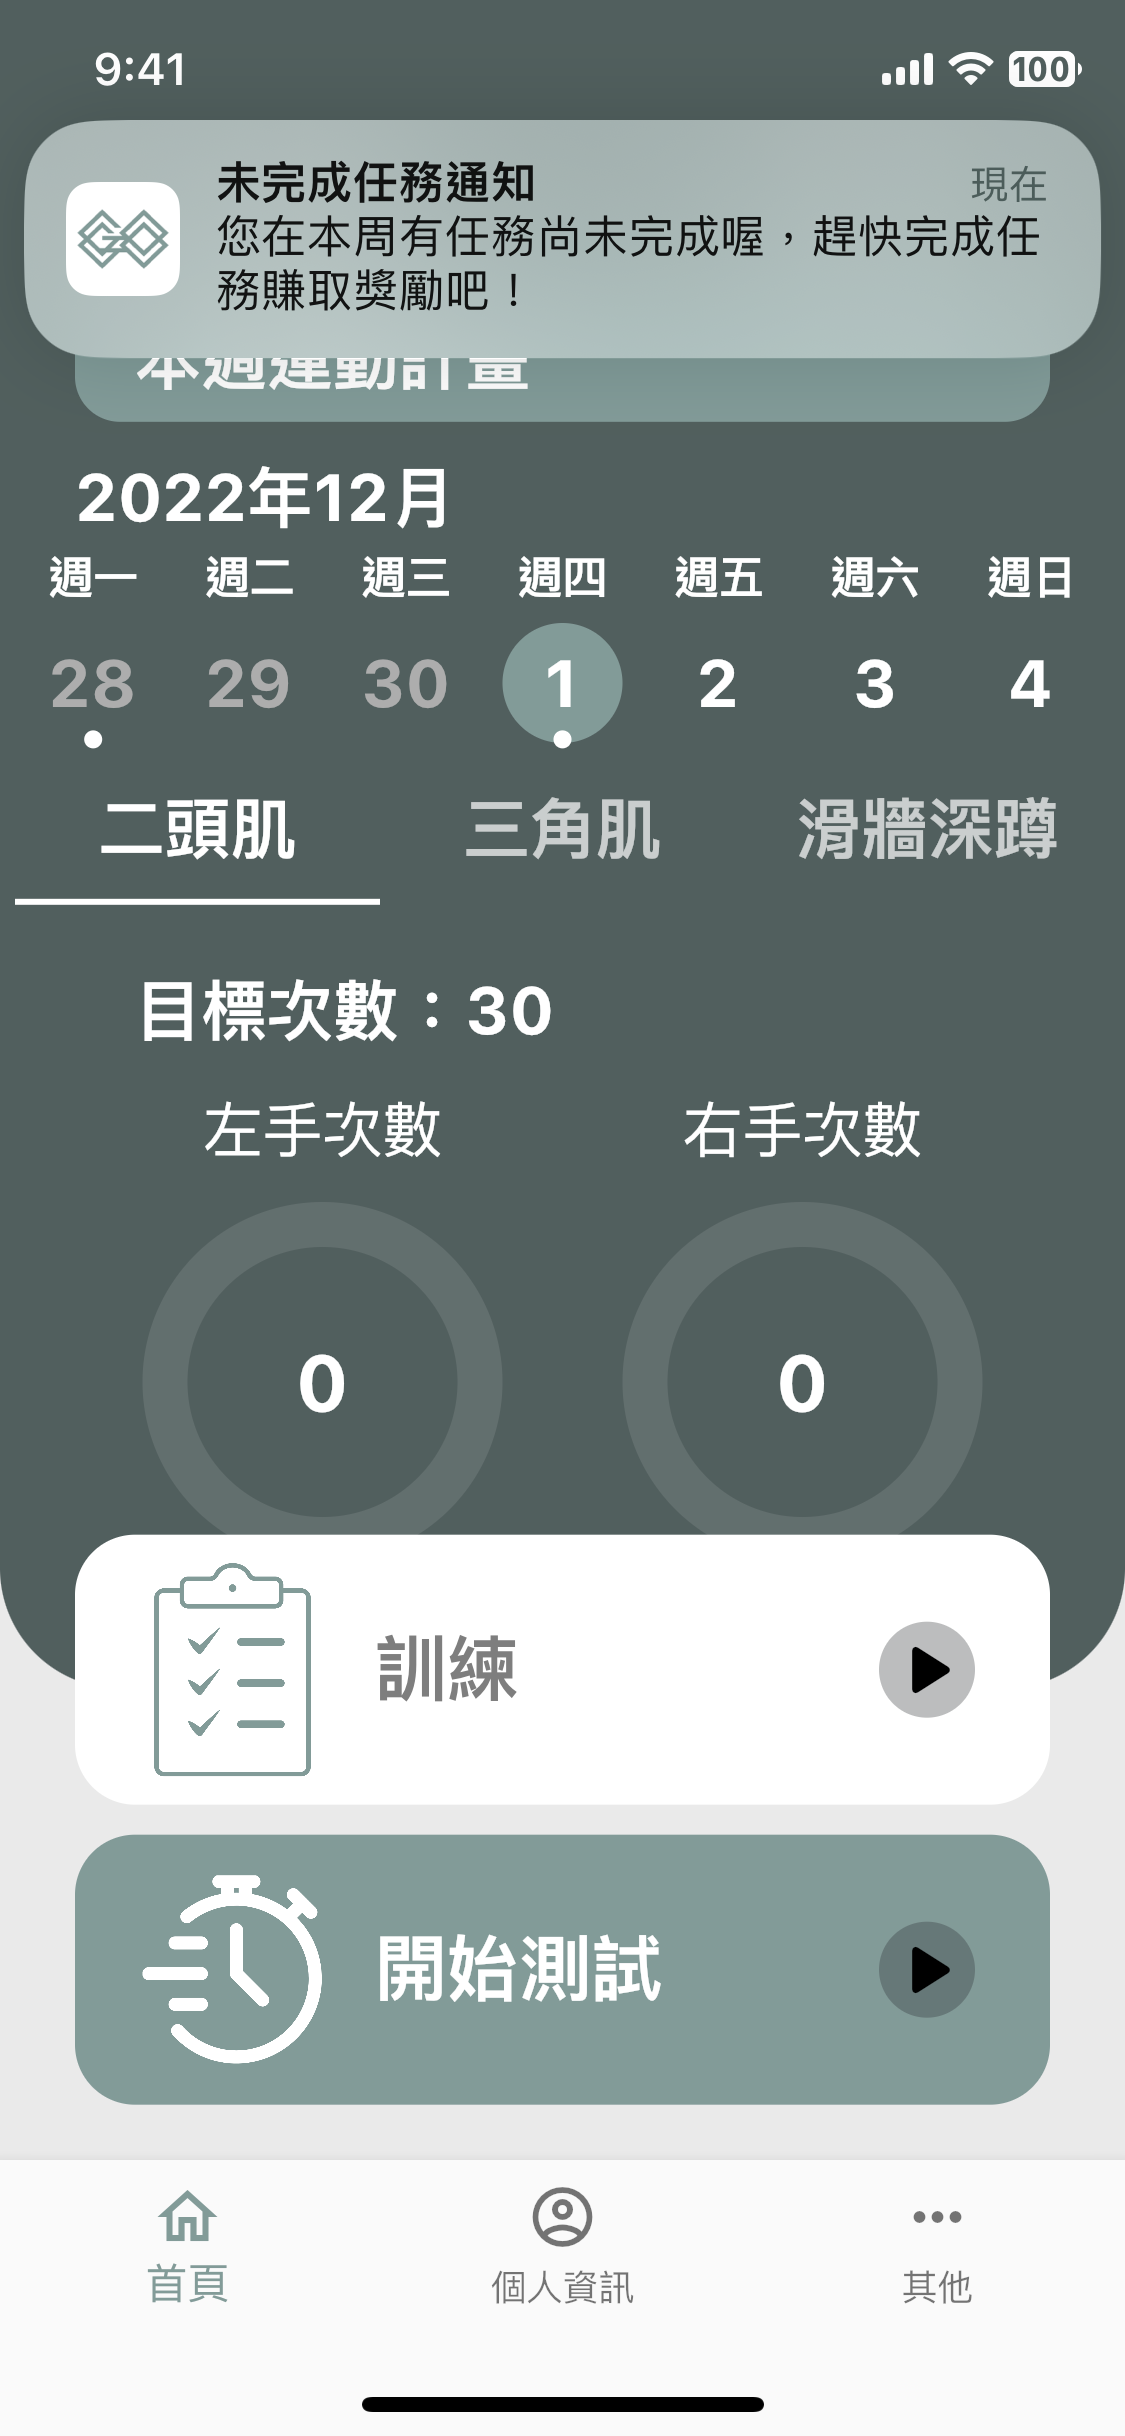 9:41
100
未完成任務通知
現在
您在本周有任務尚未完成喔，趕快完成任
務賺取獎勵吧！
本週運動計畫
2022年12月
週一 週二 週三 週四 週五 週六 週日
28 29 30 1 2 3 4
二頭肌 三角肌 滑牆深蹲
目標次數：30
左手次數 右手次數
0 0
訓練
開始測試
首頁 個人資訊 其他